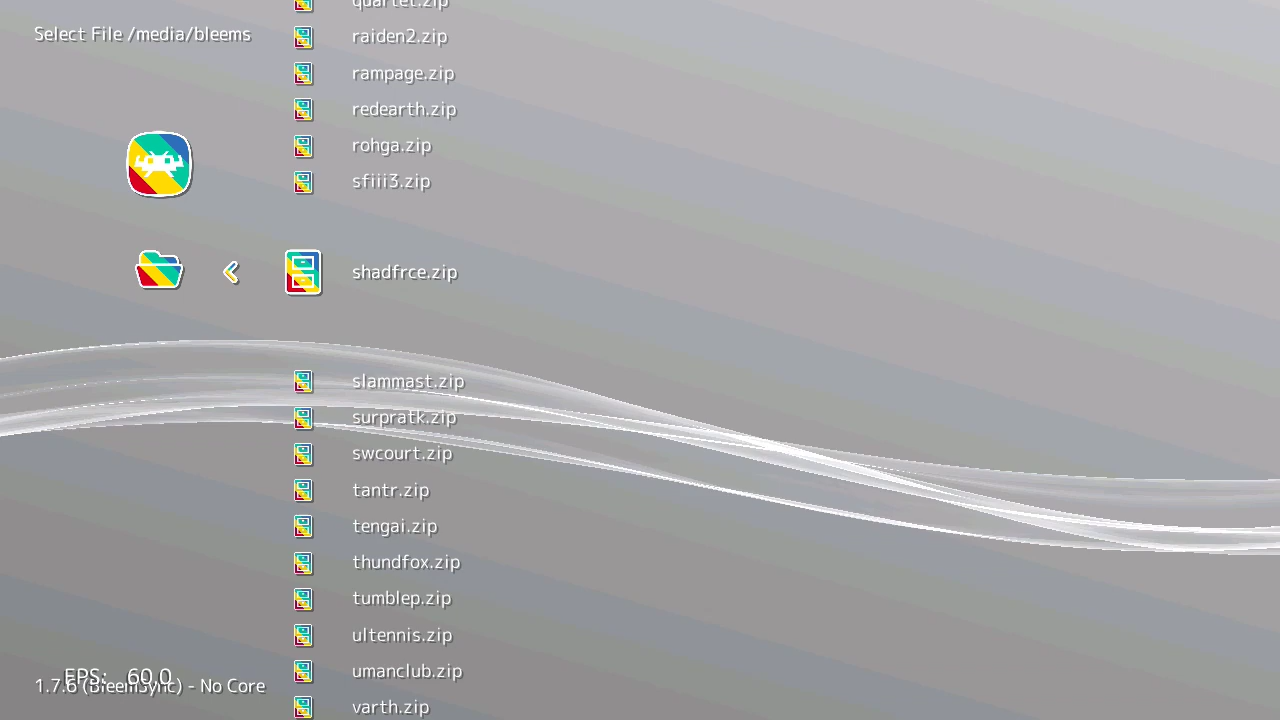 quartet.zip
Select File /media/bleems
raiden2.zip
rampage.zip
redearth.zip
rohga.zip
sfiii3.zip
shadfrce.zip
slammast.zip
surpratk.zip
swcourt.zip
tantr.zip
tengai.zip
thundfox.zip
tumblep.zip
ultennis.zip
umanclub.zip
FPS: 60.0
1.7.6 (BleemSync) - No Core
varth.zip